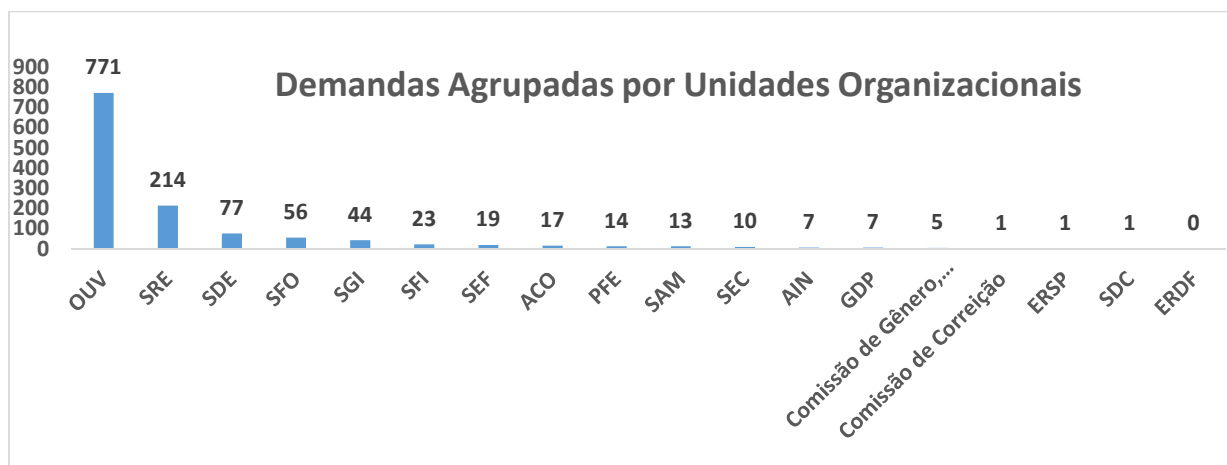 Demandas Agrupadas por Unidades Organizacionais
900
800
700
600
500
400
300
200
100
0
771
214
77
56
44
23
19
17
14
13
10
7
7
5
1
1
1
0
OUV
SRE
SDE
SFO
SGI
SFI
SEF
ACO
PFE
SAM
SEC
AIN
GDP
Comissão de Gênero,...
Comissão de Correição
ERSP
SDC
ERDF